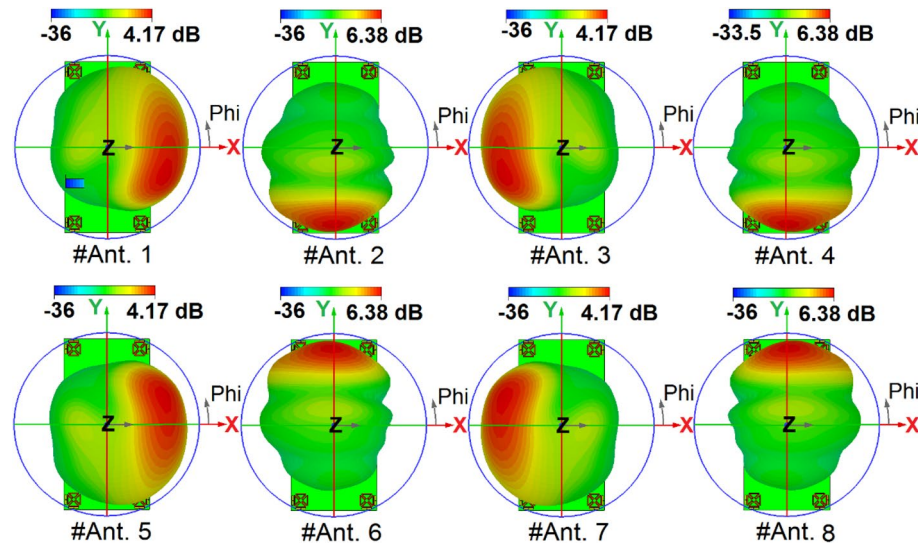 -36 Y 4.17 dB
-36 Y 6.38 dB
-36 Y 4.17 dB
-33.5 Y 6.38 dB
Phi
Z X
Phi
Z X
Phi
Z X
Phi
Z X
#Ant. 1
#Ant. 2
#Ant. 3
#Ant. 4
-36 Y 4.17 dB
-36 Y 6.38 dB
-36 Y 4.17 dB
-36 Y 6.38 dB
Phi
Z X
Phi
Z X
Phi
Z X
Phi
Z X
#Ant. 5
#Ant. 6
#Ant. 7
#Ant. 8